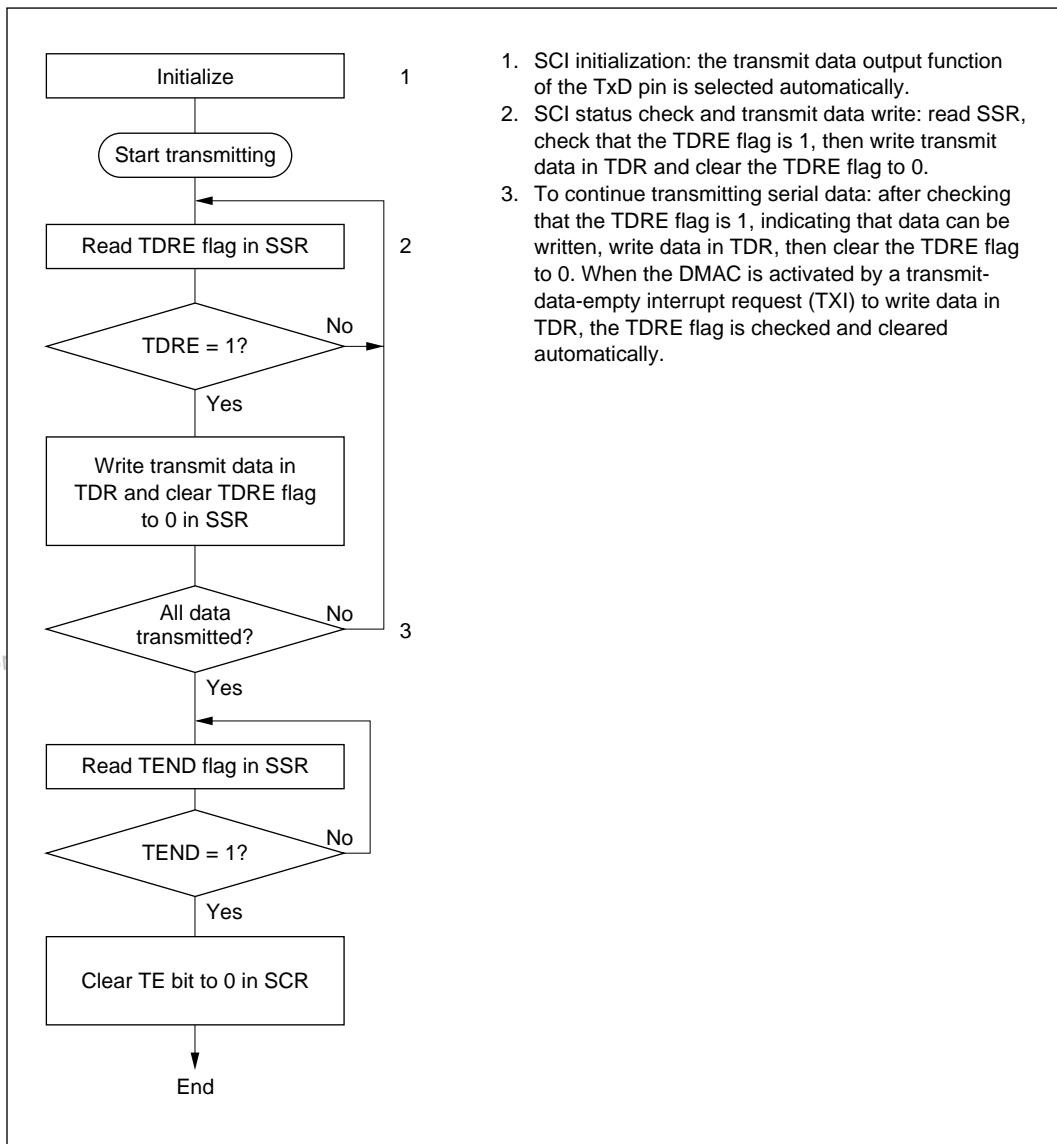 Initialize
1
Start transmitting
Read TDRE flag in SSR
2
TDRE = 1?
No
Yes
Write transmit data in
TDR and clear TDRE flag
to 0 in SSR
All data
transmitted?
No
3
Yes
Read TEND flag in SSR
TEND = 1?
No
Yes
Clear TE bit to 0 in SCR
End
1. SCI initialization: the transmit data output function
of the TxD pin is selected automatically.
2. SCI status check and transmit data write: read SSR,
check that the TDRE flag is 1, then write transmit
data in TDR and clear the TDRE flag to 0.
3. To continue transmitting serial data: after checking
that the TDRE flag is 1, indicating that data can be
written, write data in TDR, then clear the TDRE flag
to 0. When the DMAC is activated by a transmit-
data-empty interrupt request (TXI) to write data in
TDR, the TDRE flag is checked and cleared
automatically.